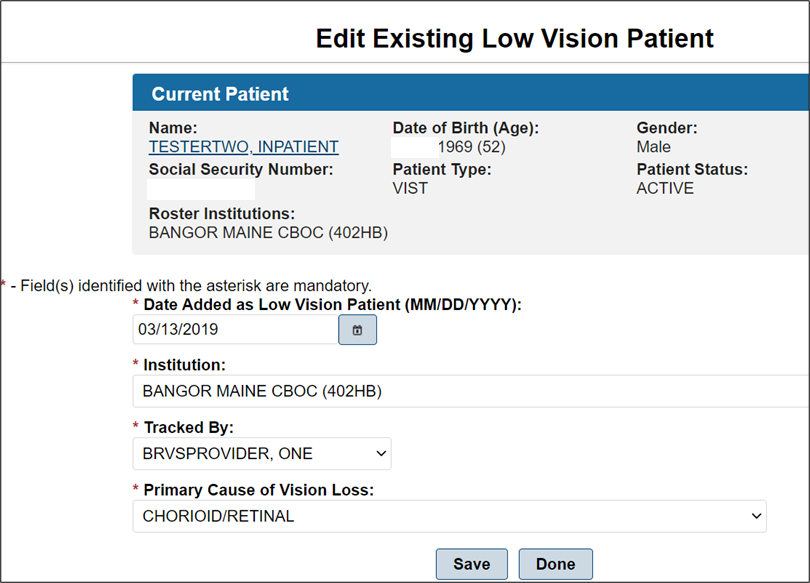 Edit Existing Low Vision Patient
Current Patient
Name: Date of Birth (Age): Gender:
TESTERTWO, INPATIENT 1969 (52) Male
Social Security Number: Patient Type: Patient Status:
VIST ACTIVE
Roster Institutions:
BANGOR MAINE CBOC (402HB)
* - Field(s) identified with the asterisk are mandatory.
* Date Added as Low Vision Patient (MM/DD/YYYY):
03/13/2019
* Institution:
BANGOR MAINE CBOC (402HB)
* Tracked By:
BRVSPROVIDER, ONE
* Primary Cause of Vision Loss:
CHORIOID/RETINAL
Save Done